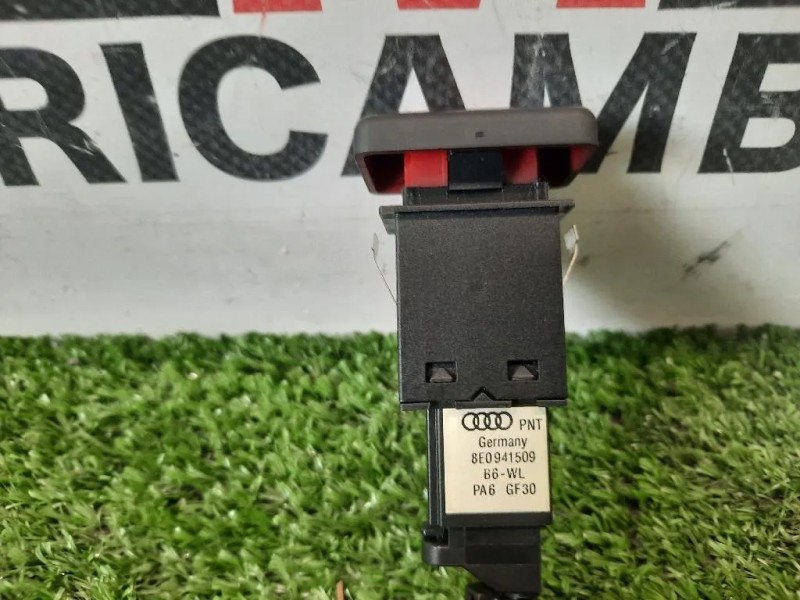 RICAMB
PNT
Germany
8E0941509
B6-WL
PA6 GF30